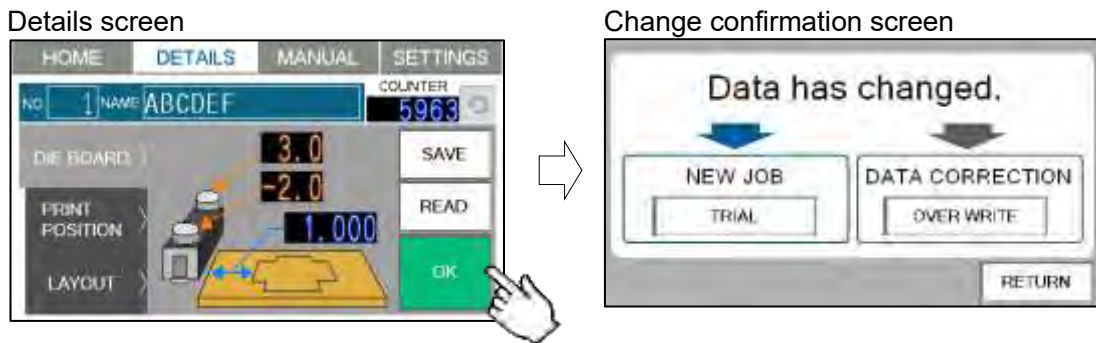 Details screen
HOME DETAILS MANUAL SETTINGS
NO 1 NAME ABCDEF COUNTER 5963
DIE BOARD
PRINT POSITION
LAYOUT
3.0
-2.0
1.000
SAVE
READ
OK
Change confirmation screen
Data has changed.
NEW JOB
TRIAL
DATA CORRECTION
OVER WRITE
RETURN